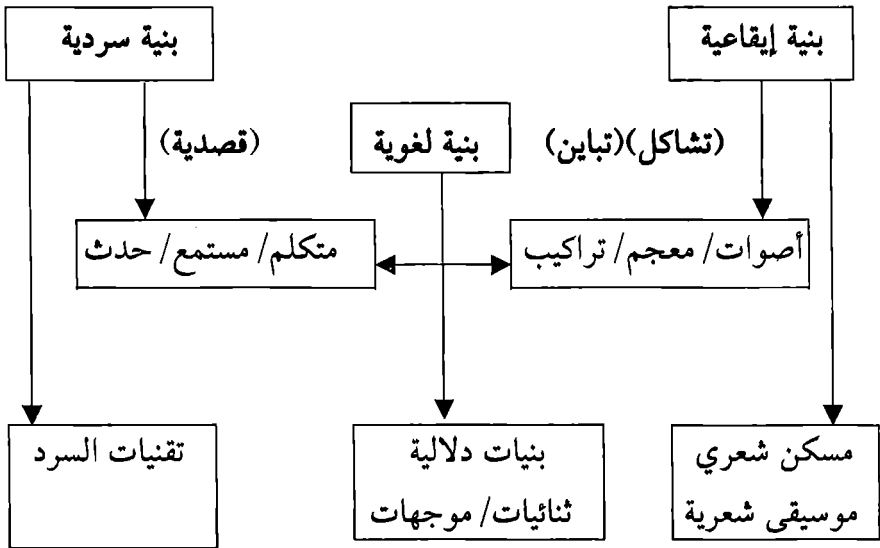 بنية إيقاعية
بنية سردية
بنية لغوية
(تشاكل)(تباين)
(قصدية)
أصوات/ معجم/ تراكيب
متكلم/ مستمع/ حدث
مسكن شعري
موسيقى شعرية
بنيات دلالية
ثنائيات/ موجهات
تقنيات السرد